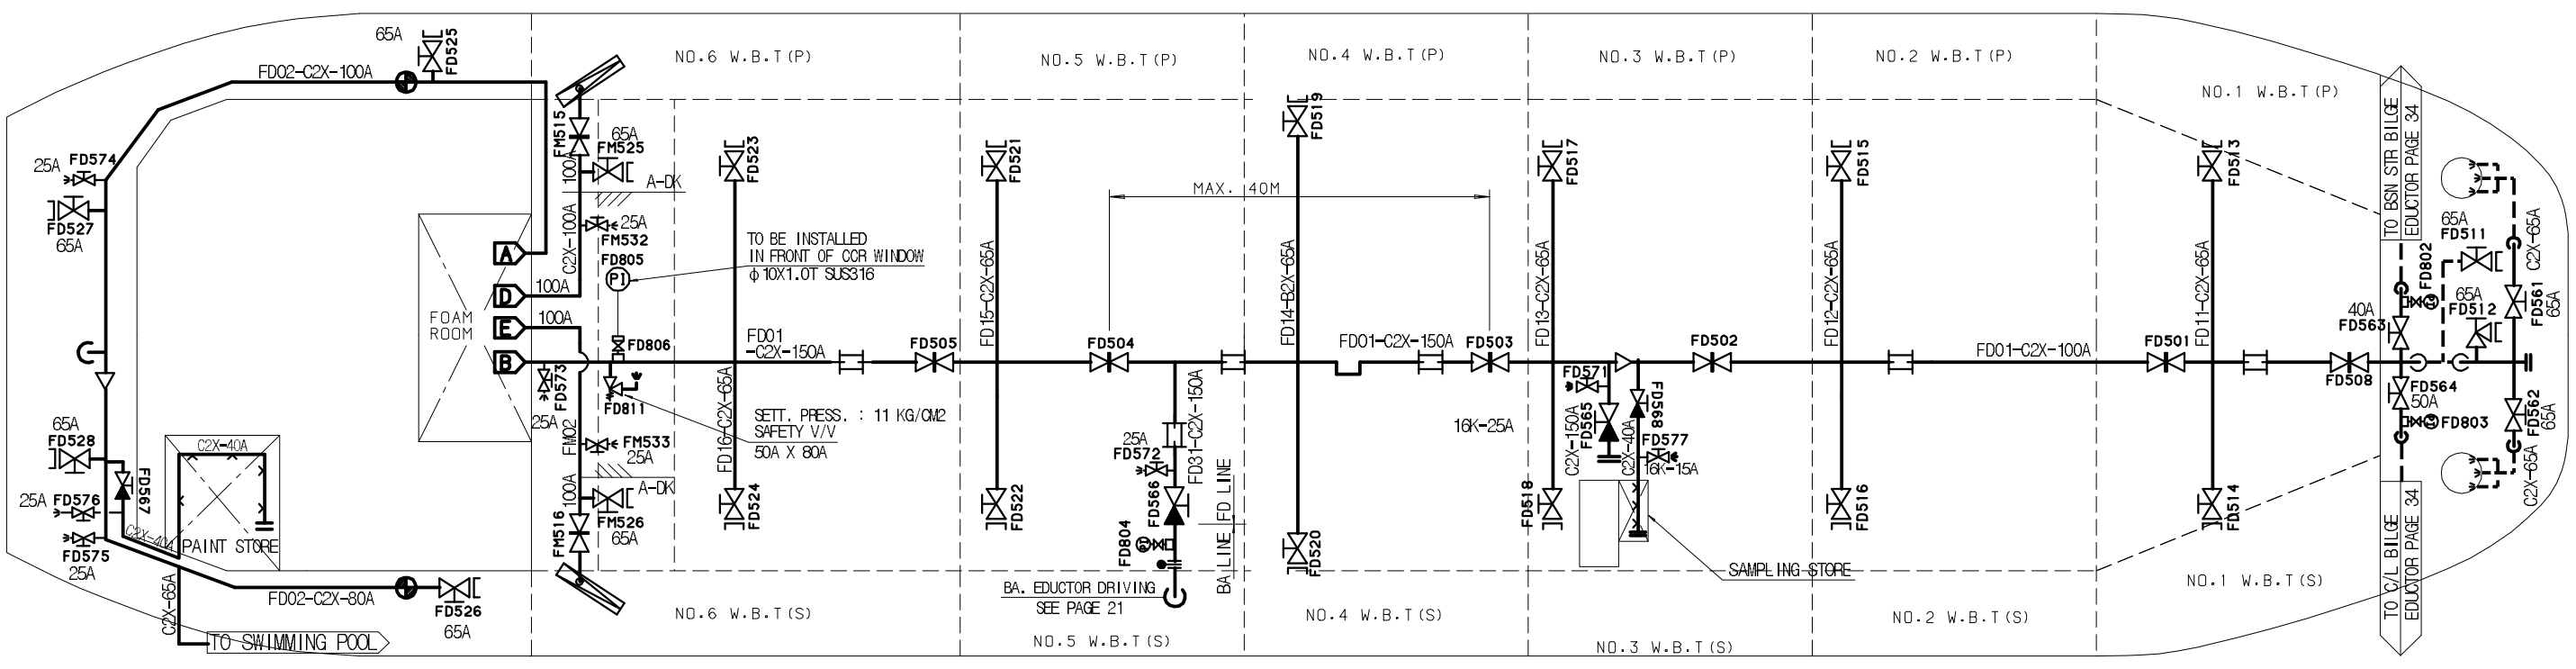 65A
FD525
FD02-C2X-100A
NO.6 W.B.T(P)
NO.5 W.B.T(P)
NO.4 W.B.T(P)
NO.3 W.B.T(P)
NO.2 W.B.T(P)
NO.1 W.B.T(P)
TO BSN STR BILGE
EDUCTOR PAGE 34
25A
FD574
FD527
65A
FM515
100A
65A
FM525
A-DK
C2X-100A
25A
FM532
FD805
PI
TO BE INSTALLED
IN FRONT OF CCR WINDOW
ϕ10X1.0T SUS316
FD523
FD521
FD519
FD517
FD515
FD513
MAX. 40M
FOAM
ROOM
A
D
100A
E
100A
B
FD806
FD01
-C2X-150A
FD505
FD15-C2X-65A
FD504
FD14-B2X-65A
FD01-C2X-150A
FD503
FD13-C2X-65A
FD502
FD12-C2X-65A
FD01-C2X-100A
FD501
FD11-C2X-65A
FD508
FD802
40A
FD563
65A
FD511
65A
FD512
C2X-65A
FD561
65A
FD573
25A
FD811
FM02
SETT. PRESS. : 11 KG/CM2
SAFETY V/V
50A X 80A
FD16-C2X-65A
FM533
25A
A-DK
100A
FM526
65A
FM516
FD524
FD522
25A
FD572
FD31-C2X-150A
FD566
FD804
FD LINE
BA LINE
BA. EDUCTOR DRIVING
SEE PAGE 21
FD520
16K-25A
FD571
C2X-150A
FD565
C2X-40A
FD568
FD577
16K-15A
FD518
SAMPLING STORE
FD516
FD514
FD564
50A
FD803
FD562
65A
C2X-65A
TO C/L BILGE
EDUCTOR PAGE 34
65A
FD528
C2X-40A
FD567
25A
FD576
FD575
25A
C2X-40A
PAINT STORE
C2X-65A
FD02-C2X-80A
FD526
65A
TO SWIMMING POOL
NO.6 W.B.T(S)
NO.5 W.B.T(S)
NO.4 W.B.T(S)
NO.3 W.B.T(S)
NO.2 W.B.T(S)
NO.1 W.B.T(S)